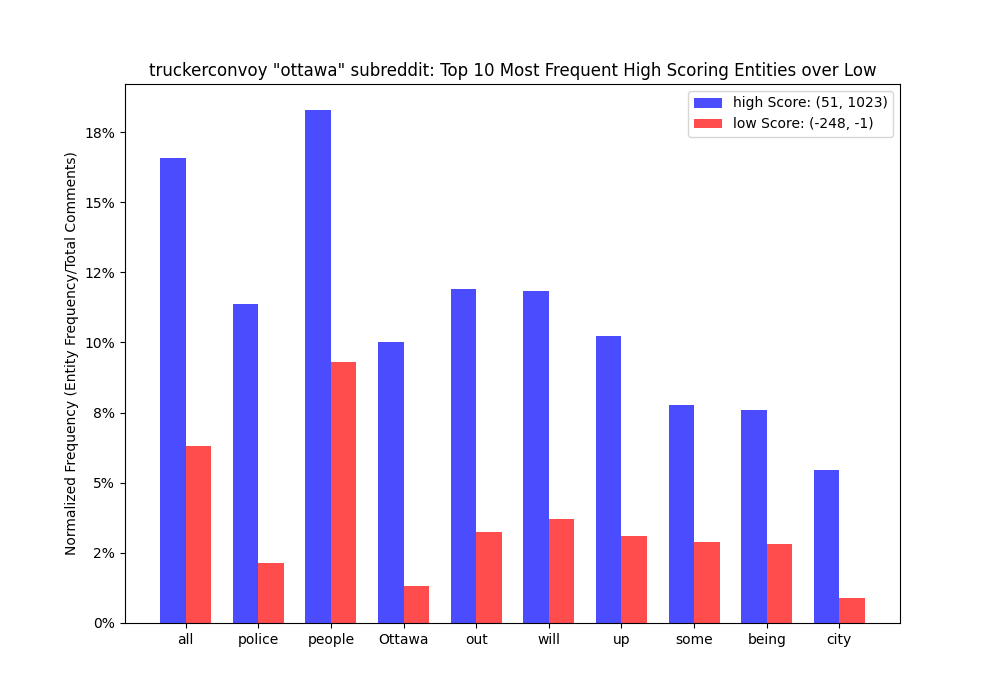 truckerconvoy "ottawa" subreddit: Top 10 Most Frequent High Scoring Entities over Low
high Score: (51, 1023)
low Score: (-248, -1)
Normalized Frequency (Entity Frequency/Total Comments)
18%
15%
12%
10%
8%
5%
2%
0%
all police people Ottawa out will up some being city